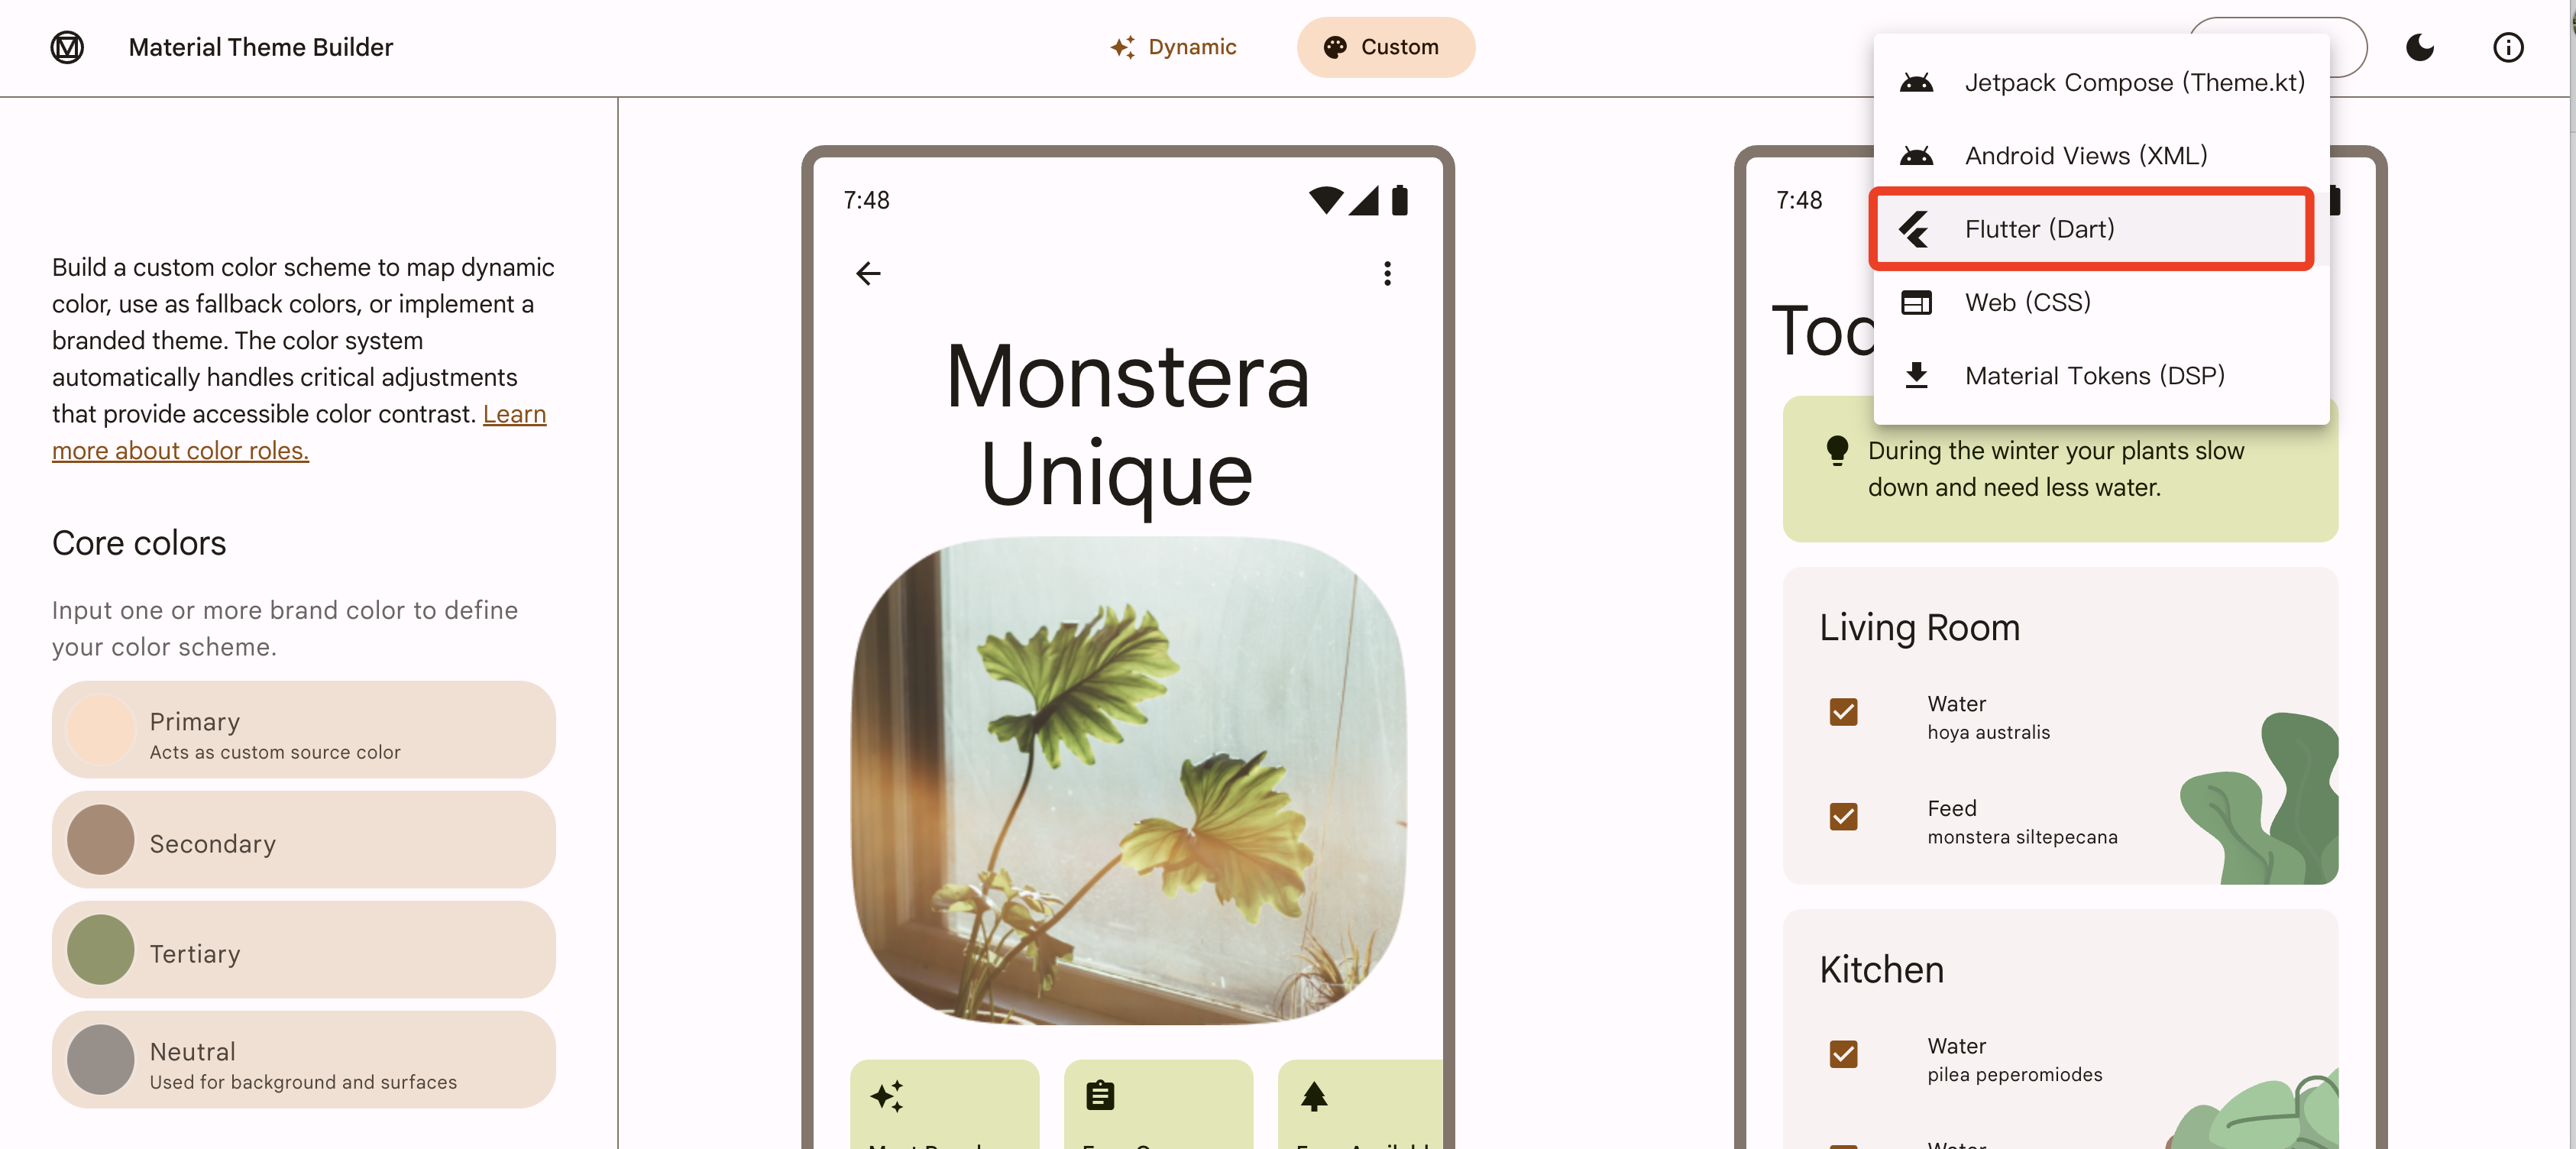 Material Theme Builder
Dynamic
Custom
Jetpack Compose (Theme.kt)
Android Views (XML)
Flutter (Dart)
Web (CSS)
Material Tokens (DSP)
Build a custom color scheme to map dynamic
color, use as fallback colors, or implement a
branded theme. The color system
automatically handles critical adjustments
that provide accessible color contrast. Learn
more about color roles.
Core colors
Input one or more brand color to define
your color scheme.
Primary
Acts as custom source color
Secondary
Tertiary
Neutral
Used for background and surfaces
7:48
Monstera
Unique
7:48
During the winter your plants slow
down and need less water.
Living Room
Water
hoya australis
Feed
monstera siltepecana
Kitchen
Water
pilea peperomiodes
Water